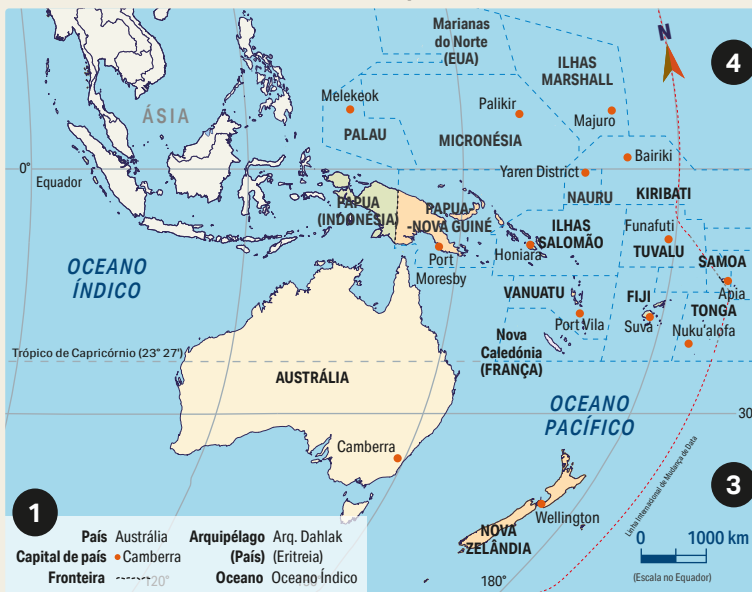 Marianas
do Norte
(EUA)
N
4
ILHAS
MARSHALL
Melekeok
Palikir
Majuro
ÁSIA
PALAU
MICRONÉSIA
Bairiki
0°
Equador
Yaren District
NAURU
KIRIBATI
PAPUA
(INDONÉSIA)
PAPUA-
-NOVA GUINÉ
ILHAS
SALOMÃO
Funafuti
TUVALU
Honiara
Port
Moresby
SAMOA
Apia
OCEANO
ÍNDICO
VANUATU
FIJI
TONGA
Port Vila
Suva
Nuku'alofa
Nova
Caledónia
(FRANÇA)
Trópico de Capricórnio (23° 27')
AUSTRÁLIA
OCEANO
PACÍFICO
30
Camberra
Linha Internacional de Mudança de Data
3
Wellington
NOVA
ZELÂNDIA
0 1000 km
(Escala no Equador)
1
País Austrália
Capital de país Camberra
Fronteira
Arquipélago Arq. Dahlak
(País) (Eritreia)
Oceano Oceano Índico
120°
180°